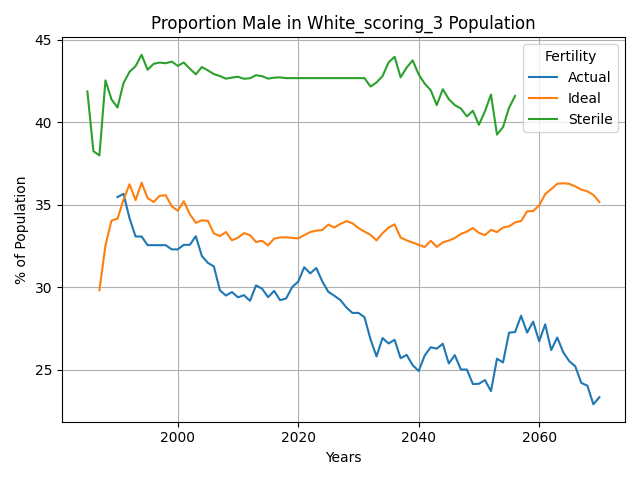 Proportion Male in White_scoring_3 Population
% of Population
45
40
35
30
25
2000
2020
2040
2060
Years
Fertility
Actual
Ideal
Sterile